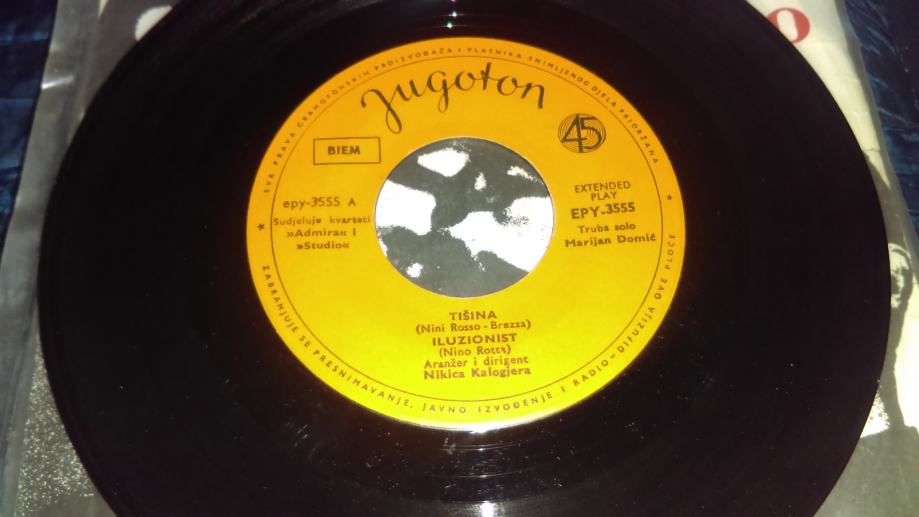 SVA PRAVA GRAMOFONSKIH PROIZVOĐAČA I VLASNIKA SNIMLJENOG DJELA PRIDRŽANA
Jugoton
BIEM
45
epy-3555 A
Sudjeluju kvarteti
»Admira« I
»Studio«
EXTENDED
PLAY
EPY-3555
Truba solo
Marijan Domić
TIŠINA
(Nini Rosso - Brezza)
ILUZIONIST
(Nino Rotta)
Aranžer i dirigent
Nikica Kalogjera
ZABRANJUJE SE PRESNIMAVANJE, JAVNO IZVOĐENJE I RADIO-DIFUZIJA OVE PLOČE
O